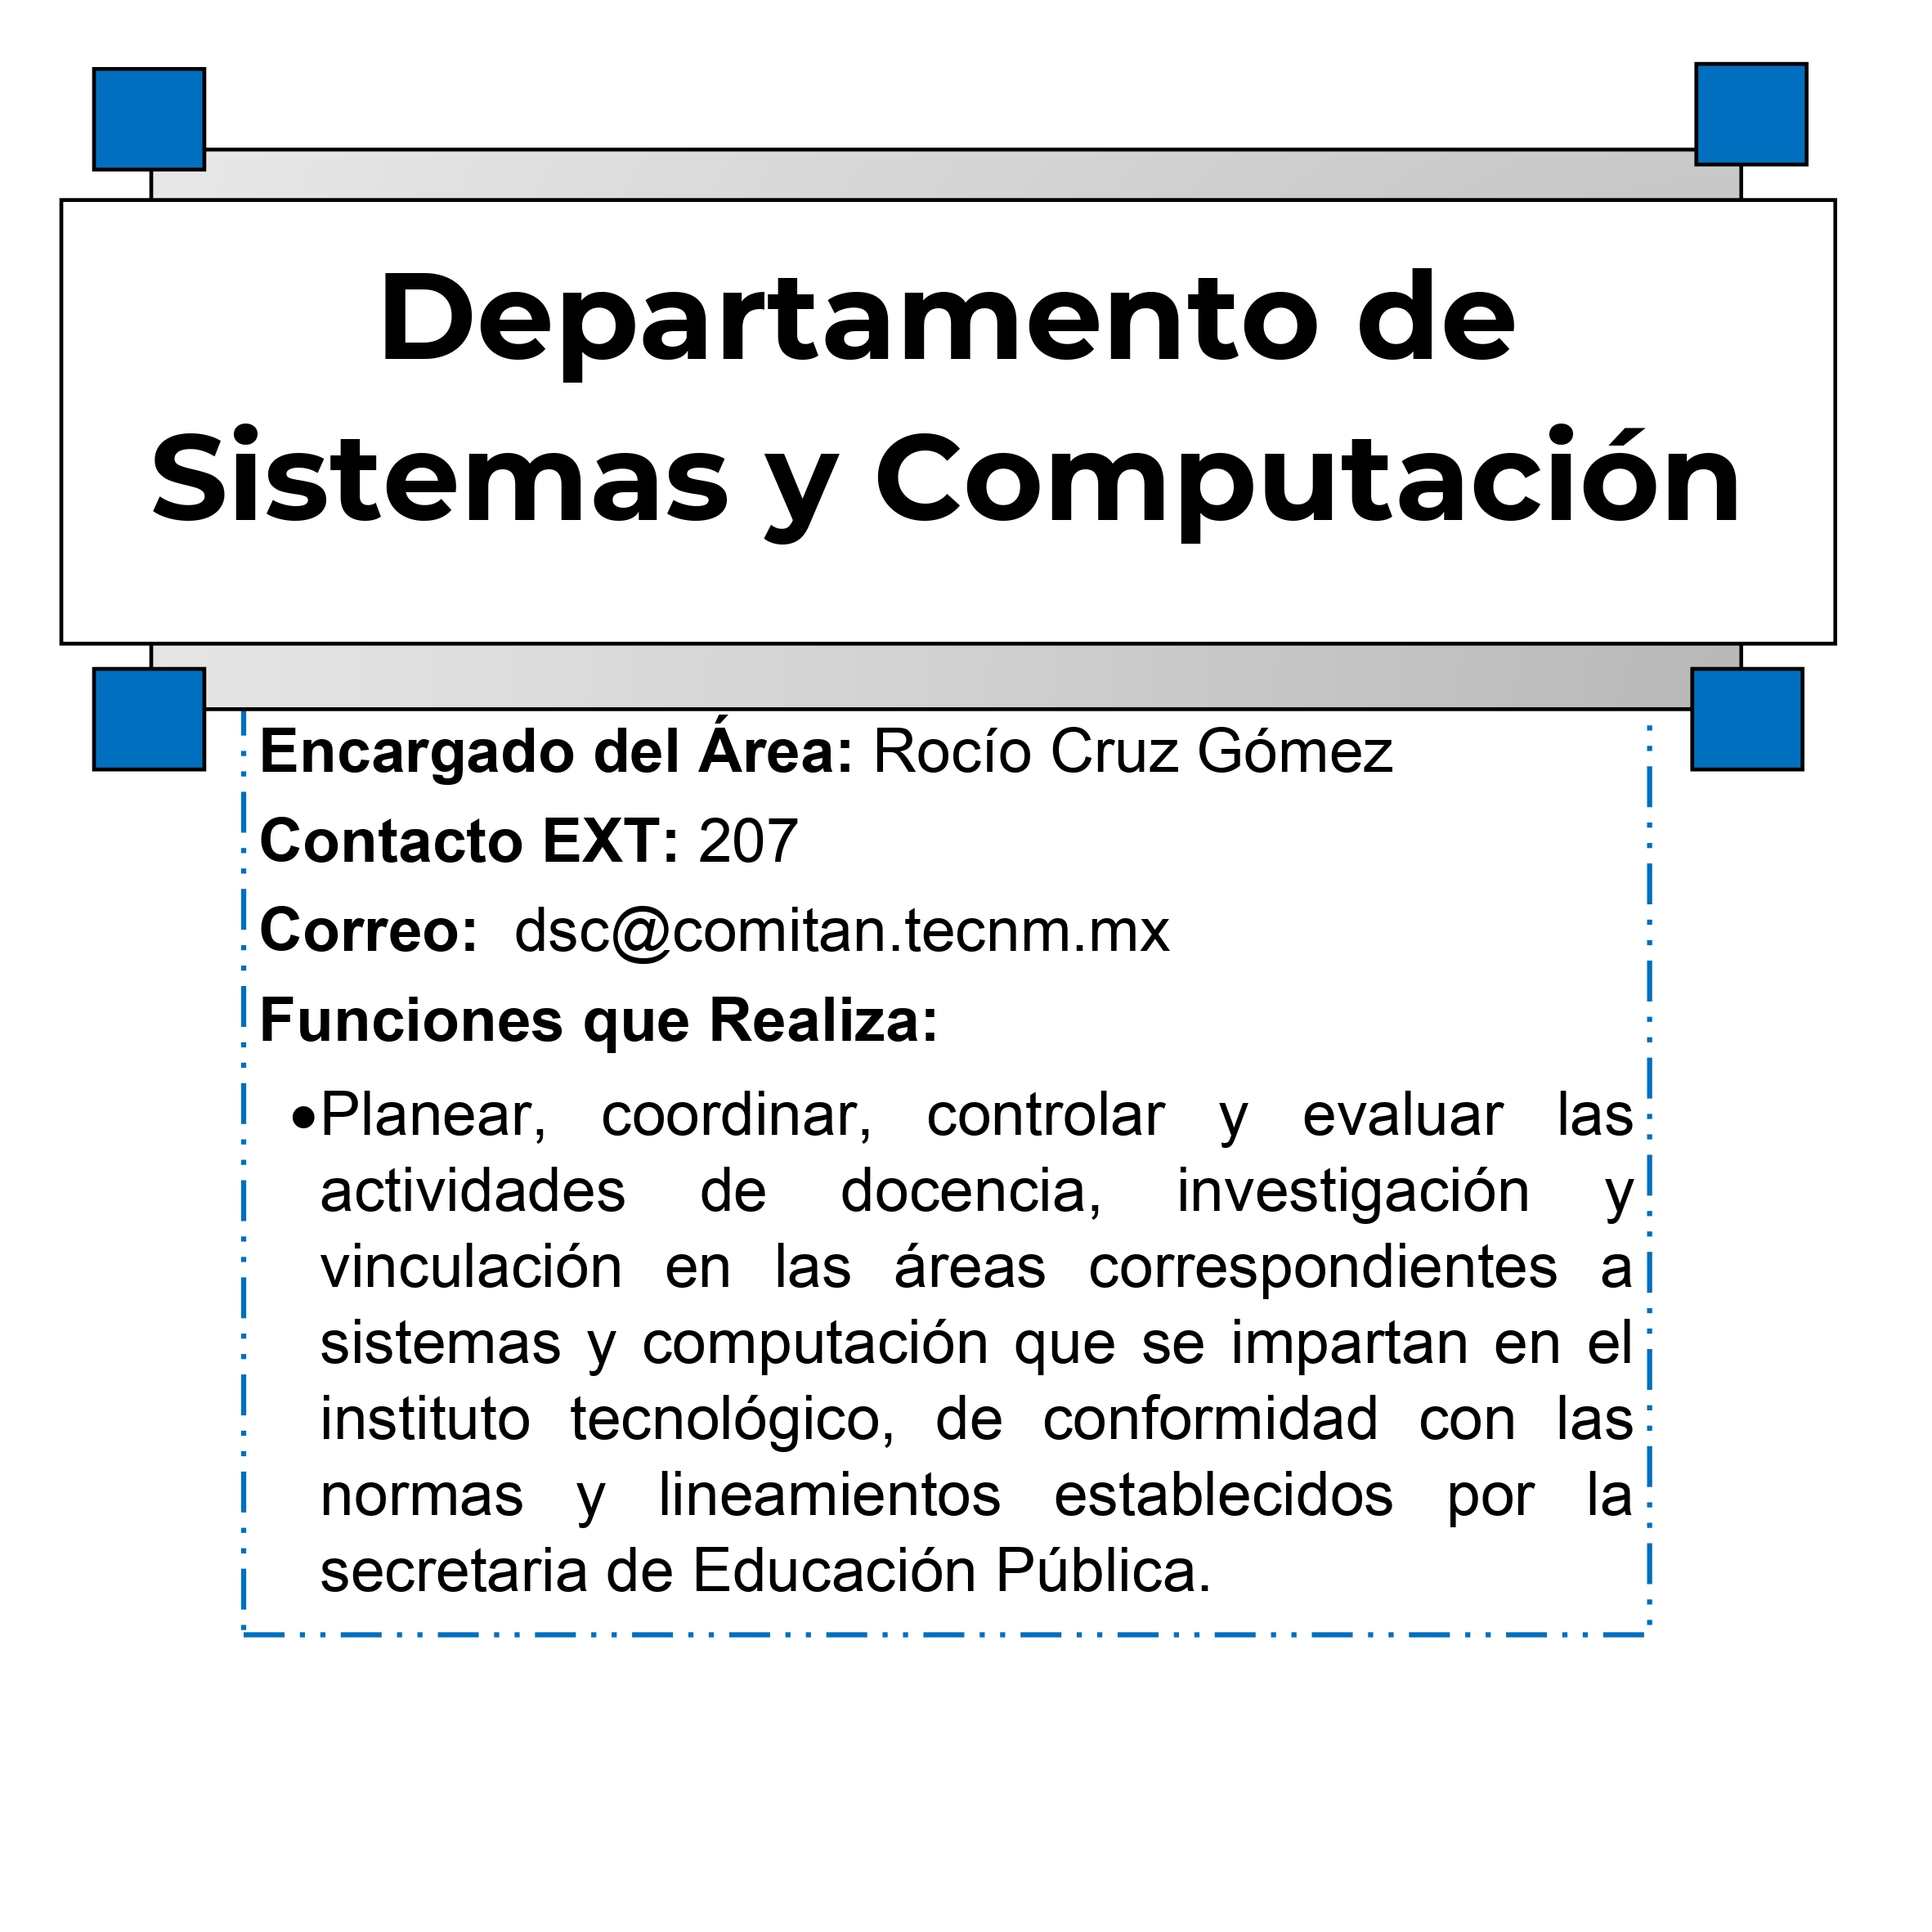 Departamento de
Sistemas y Computación
Encargado del Área: Rocío Cruz Gómez
Contacto EXT: 207
Correo: dsc@comitan.tecnm.mx
Funciones que Realiza:
•Planear, coordinar, controlar y evaluar las
actividades de docencia, investigación y
vinculación en las áreas correspondientes a
sistemas y computación que se impartan en el
instituto tecnológico, de conformidad con las
normas y lineamientos establecidos por la
secretaria de Educación Pública.